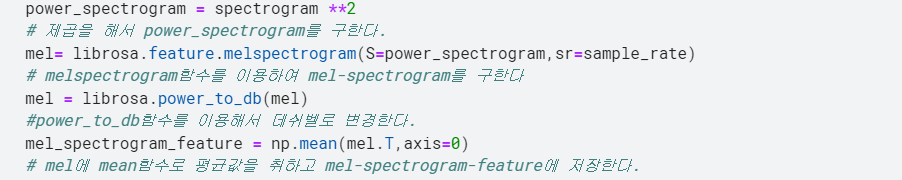 power_spectrogram = spectrogram **2
# 제곱을 해서 power_spectrogram를 구한다.
mel= librosa.feature.melspectrogram(S=power_spectrogram,sr=sample_rate)
# melspectrogram함수를 이용하여 mel-spectrogram를 구한다
mel = librosa.power_to_db(mel)
#power_to_db함수를 이용해서 데쉬벨로 변경한다.
mel_spectrogram_feature = np.mean(mel.T,axis=0)
# mel에 mean함수로 평균값을 취하고 mel-spectrogram-feature에 저장한다.